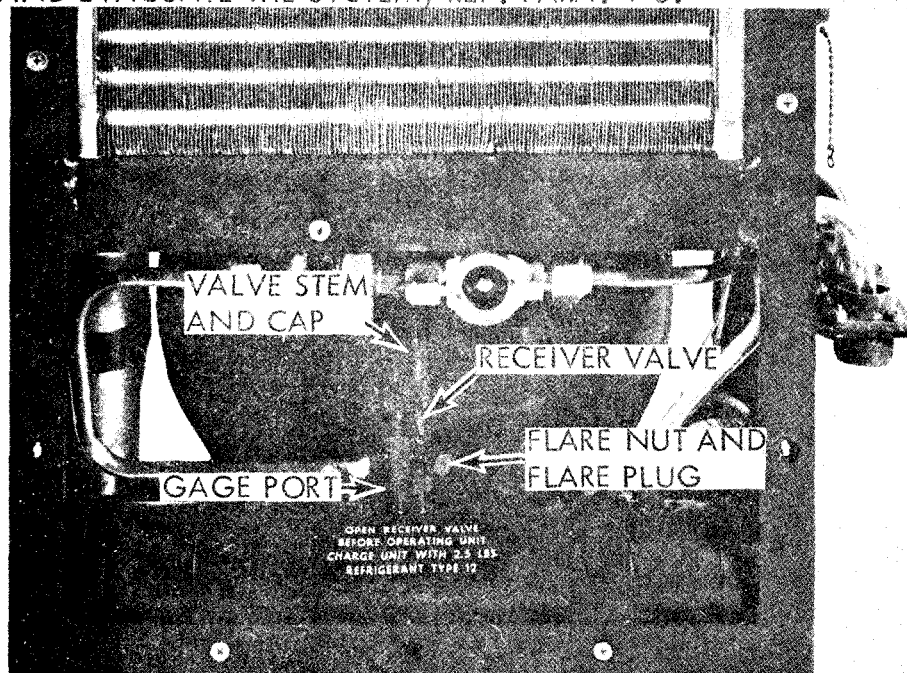 VALVE STEM
AND CAP
RECEIVER VALVE
FLARE NUT AND
FLARE PLUG
GAGE PORT
OPEN RECEIVER VALVE
BEFORE OPERATING UNIT
CHARGE UNIT WITH 2.5 LBS
REFRIGERANT TYPE 12